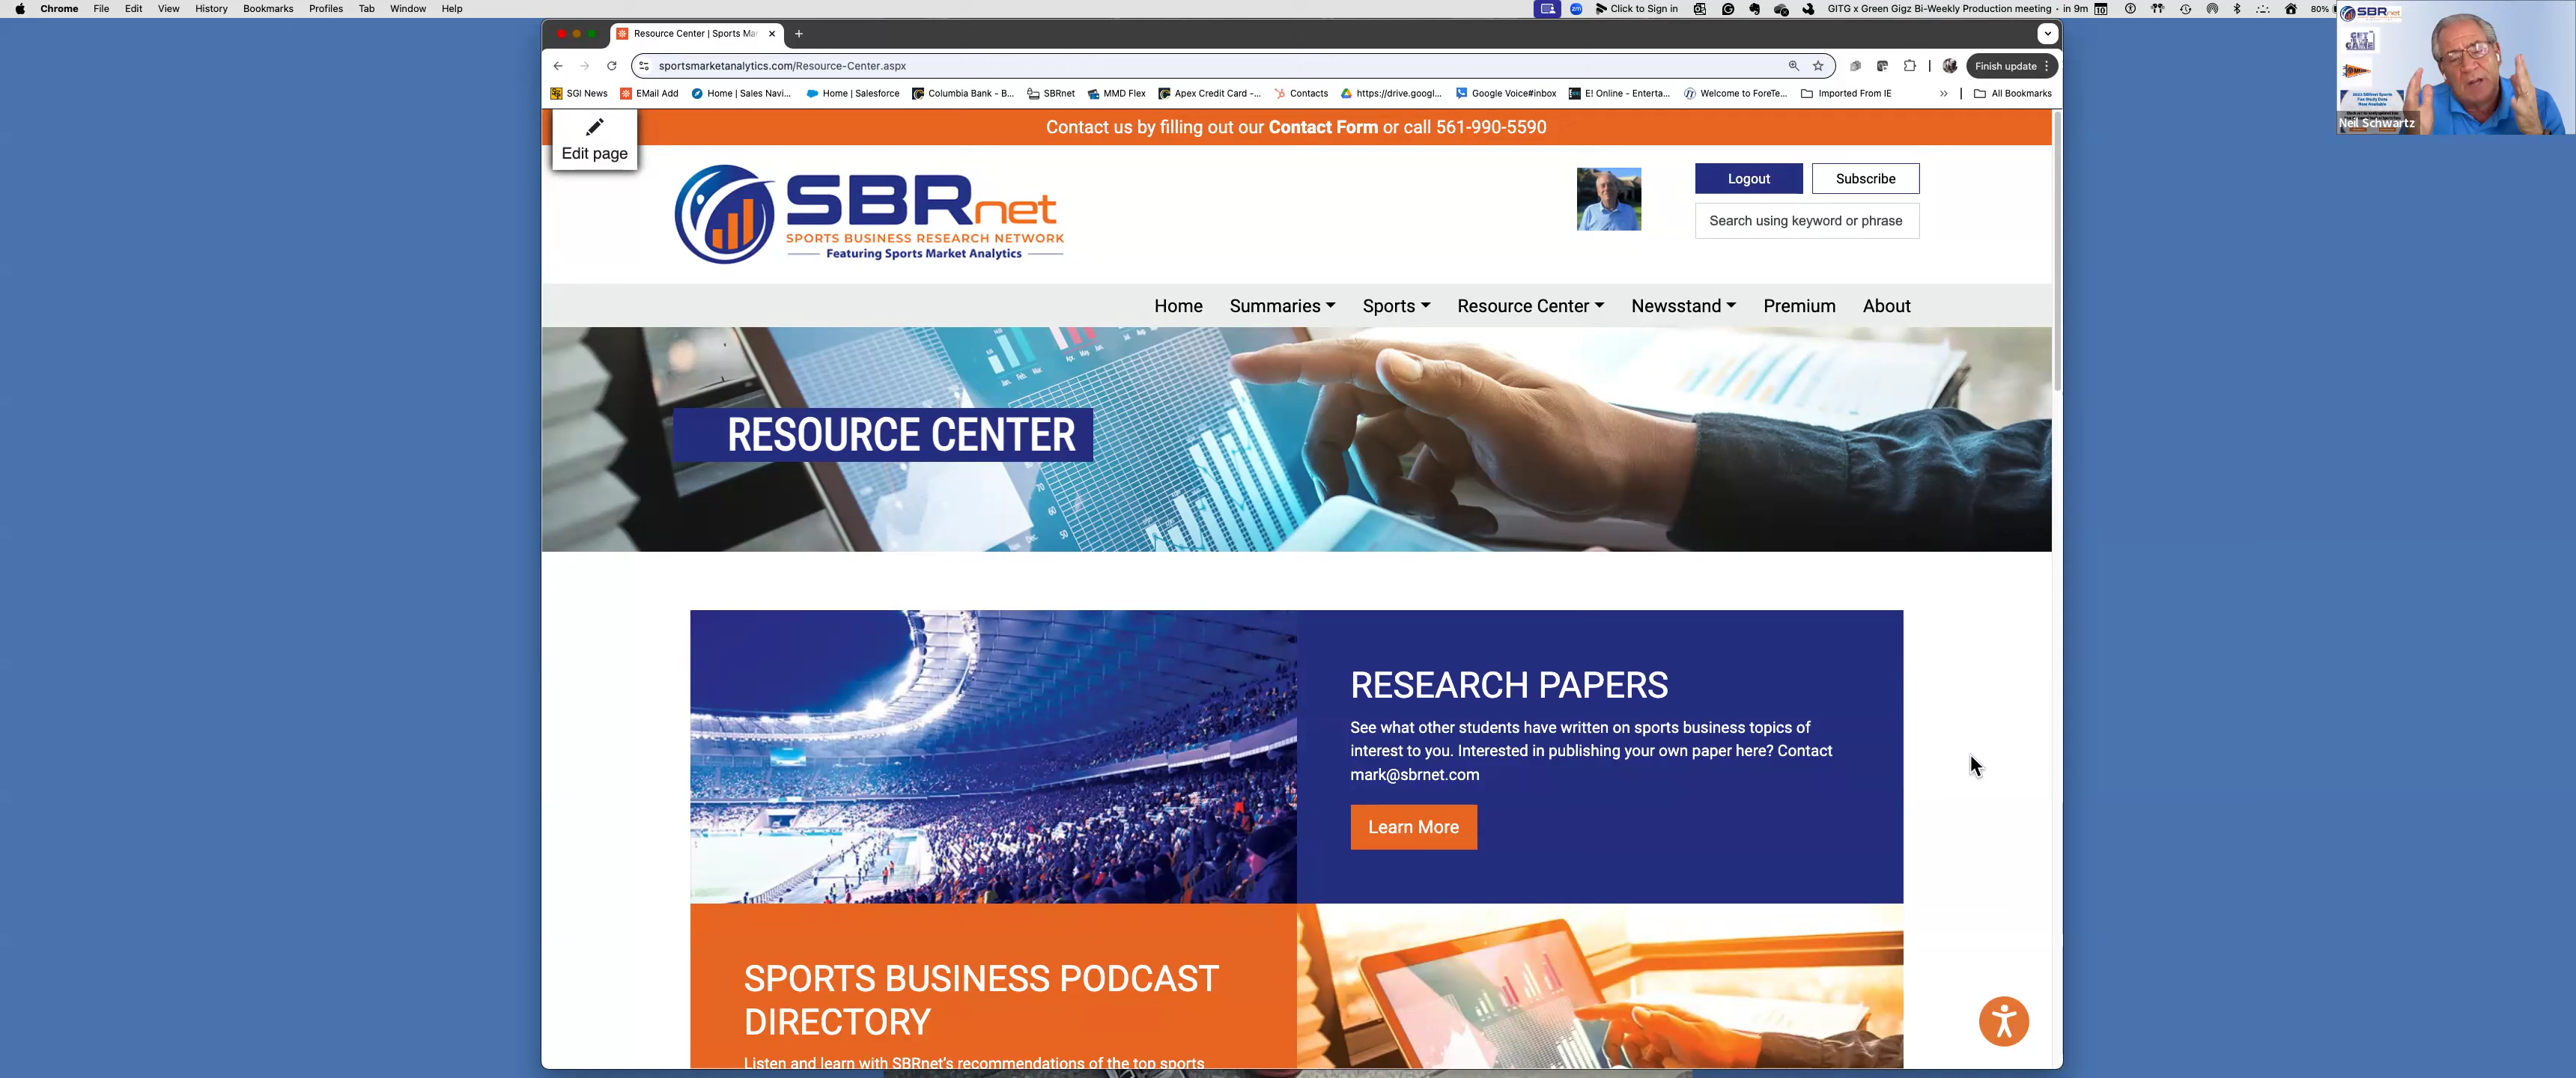 Chrome File Edit View History Bookmarks Profiles Tab Window Help
Click to Sign in
GITG x Green Gigz Bi-Weekly Production meeting • in 9m
10
80%
Resource Center | Sports Mar
sportsmarketanalytics.com/Resource-Center.aspx
Finish update
SGI News EMail Add Home | Sales Navi... Home | Salesforce Columbia Bank - B... SBRnet MMD Flex Apex Credit Card -... Contacts https://drive.googl... Google Voice#inbox E! Online - Enterta... Welcome to ForeTe... Imported From IE » All Bookmarks
SBRnet
GET
GAME
Neil Schwartz
Contact us by filling out our Contact Form or call 561-990-5590
Edit page
SBRnet
SPORTS BUSINESS RESEARCH NETWORK
Featuring Sports Market Analytics
Logout
Subscribe
Search using keyword or phrase
Home Summaries Sports Resource Center Newsstand Premium About
RESOURCE CENTER
RESEARCH PAPERS
See what other students have written on sports business topics of
interest to you. Interested in publishing your own paper here? Contact
mark@sbrnet.com
Learn More
SPORTS BUSINESS PODCAST
DIRECTORY
Listen and learn with SBRnet's recommendations of the top sports